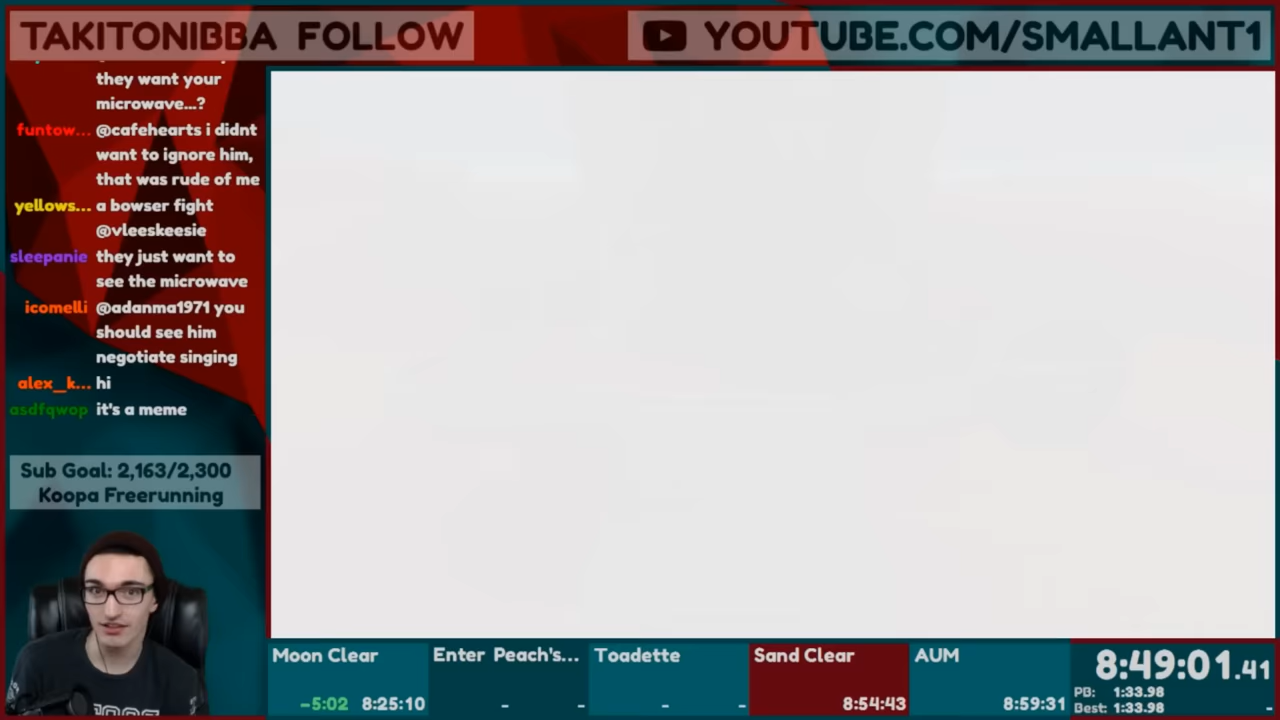 TAKITONIBBA FOLLOW
YOUTUBE.COM/SMALLANT1
they want your
microwave...?
funtow... @cafehearts i didnt
want to ignore him,
that was rude of me
yellows... a bowser fight
@vleeskeesie
sleepanie they just want to
see the microwave
icomelli @adanma1971 you
should see him
negotiate singing
alex_k... hi
asdfqwop it's a meme
Sub Goal: 2,163/2,300
Koopa Freerunning
Moon Clear
-5:02 8:25:10
Enter Peach's...
- -
Toadette
- -
Sand Clear
8:54:43
AUM
8:59:31
8:49:01.41
PB: 1:33.98
Best: 1:33.98 -